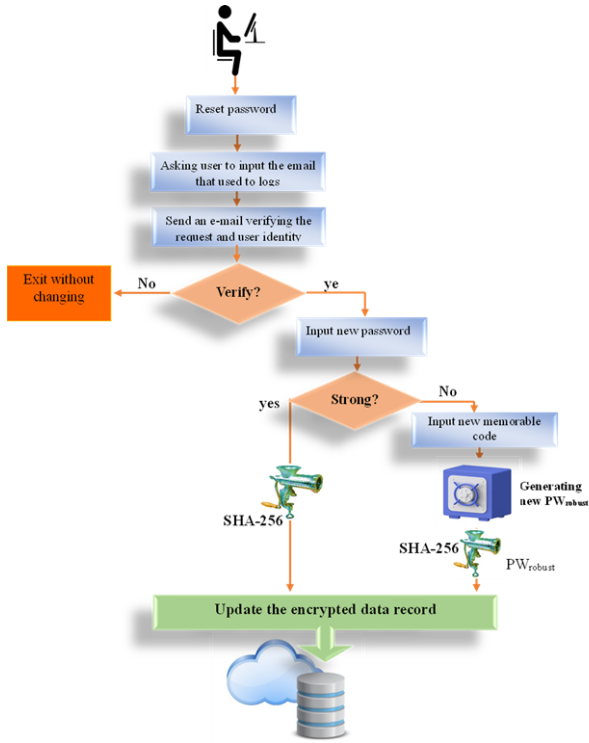 Reset password
Asking user to input the email
that used to logs
Send an e-mail verifying the
request and user identity
Exit without
changing
No
Verify?
ye
Input new password
yes
Strong?
No
Input new memorable
code
Generating
new PWrobust
SHA-256
SHA-256
PWrobust
Update the encrypted data record